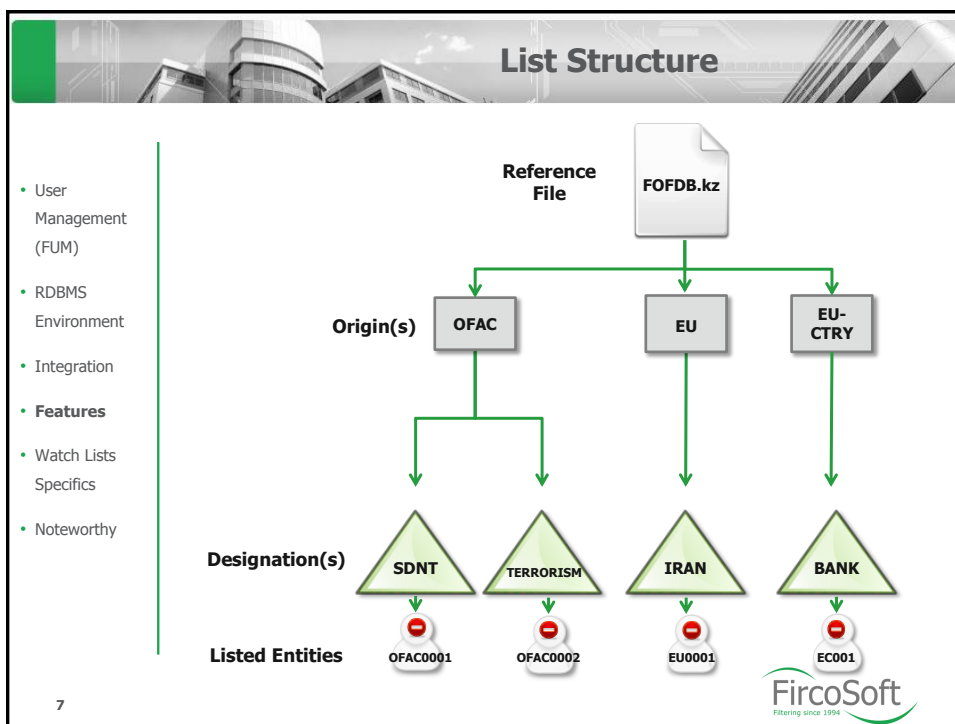 List Structure
• User
Management
(FUM)
• RDBMS
Environment
• Integration
• Features
• Watch Lists
Specifics
• Noteworthy
Reference
File
FOFDB.kz
Origin(s)
OFAC
EU
EU-
CTRY
Designation(s)
SDNT
TERRORISM
IRAN
BANK
Listed Entities
OFAC0001
OFAC0002
EU0001
EC001
7
FircoSoft
Filtering since 1994